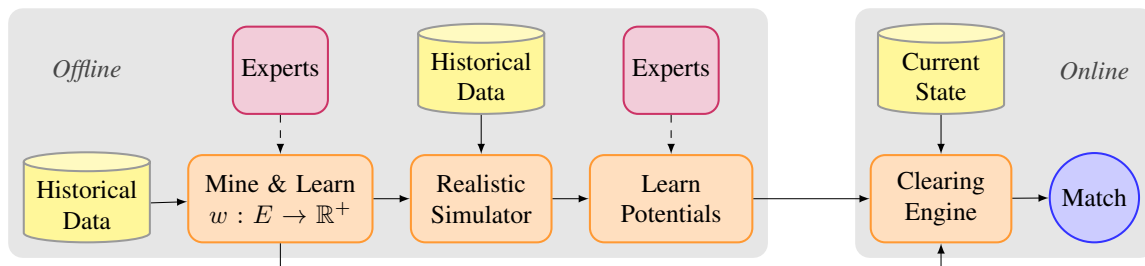 Offline
Experts
Historical
Data
Experts
Current
State
Online
Historical
Data
Mine & Learn
w : E → ℝ⁺
Realistic
Simulator
Learn
Potentials
Clearing
Engine
Match